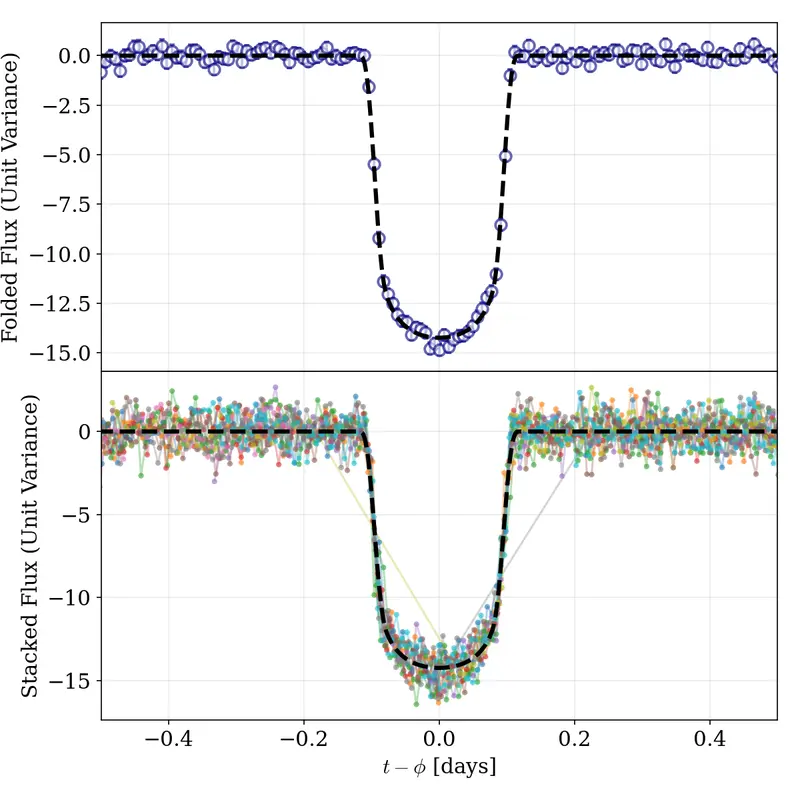 Folded Flux (Unit Variance)
0.0
−2.5
−5.0
−7.5
−10.0
−12.5
−15.0
Stacked Flux (Unit Variance)
0
−5
−10
−15
−0.4 −0.2 0.0 0.2 0.4
t − ϕ [days]